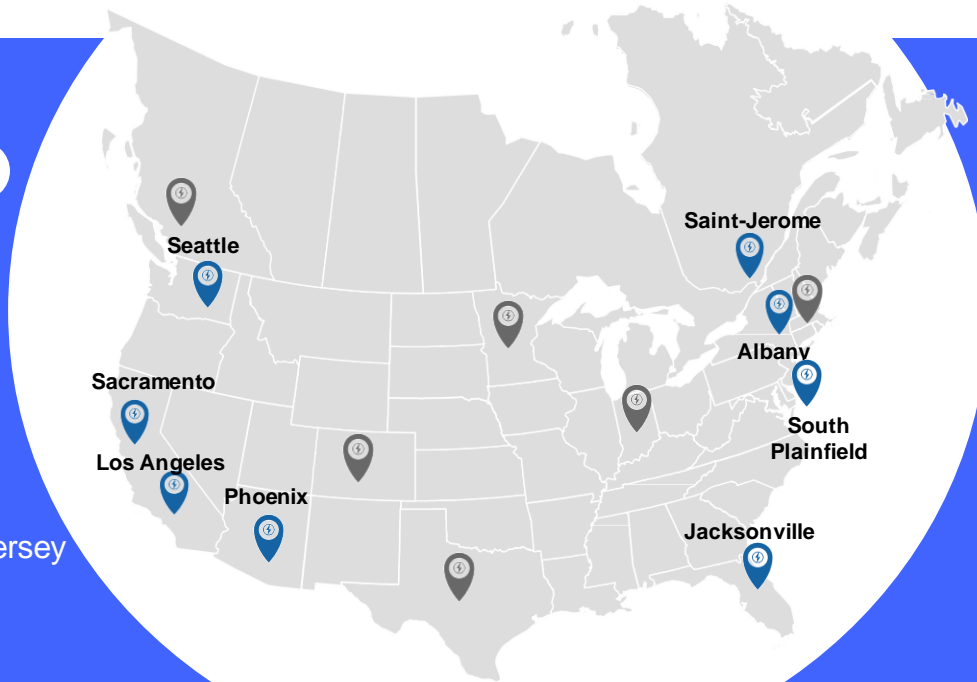 Saint-Jerome
Seattle
Albany
Sacramento
South
Plainfield
Los Angeles
Phoenix
Jacksonville
ersey